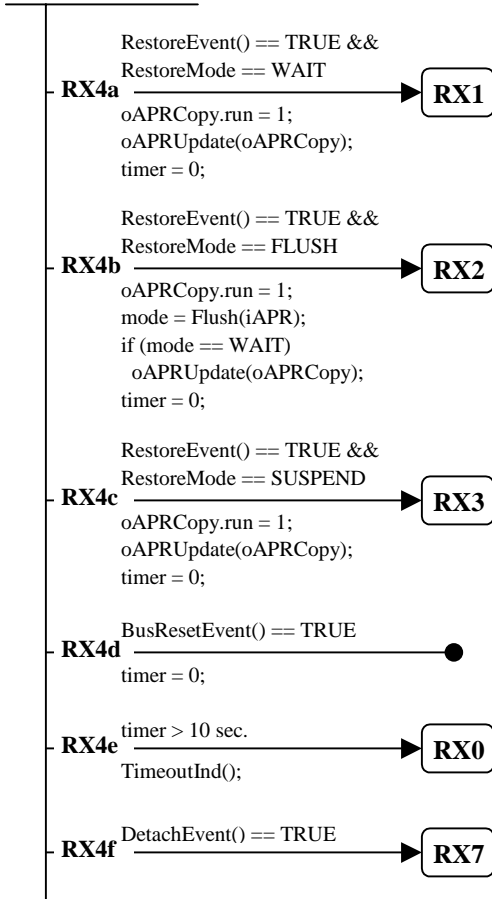 RestoreEvent() == TRUE &&
RestoreMode == WAIT
RX4a
RX1
oAPRCopy.run = 1;
oAPRUpdate(oAPRCopy);
timer = 0;
RestoreEvent() == TRUE &&
RestoreMode == FLUSH
RX4b
RX2
oAPRCopy.run = 1;
mode = Flush(iAPR);
if (mode == WAIT)
oAPRUpdate(oAPRCopy);
timer = 0;
RestoreEvent() == TRUE &&
RestoreMode == SUSPEND
RX4c
RX3
oAPRCopy.run = 1;
oAPRUpdate(oAPRCopy);
timer = 0;
BusResetEvent() == TRUE
RX4d
timer = 0;
timer > 10 sec.
RX4e
RX0
TimeoutInd();
DetachEvent() == TRUE
RX4f
RX7